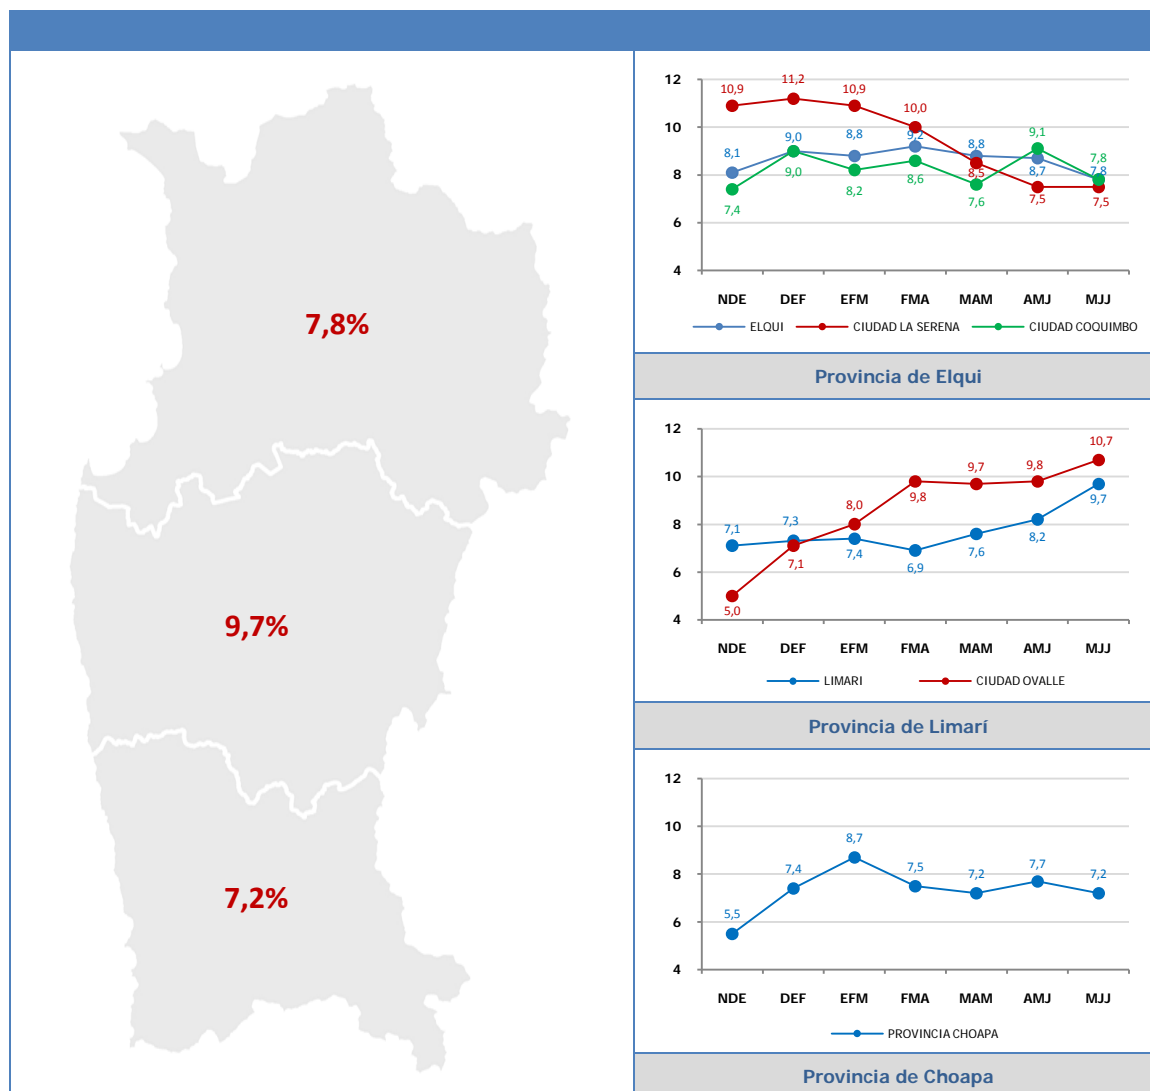 7,8%
9,7%
7,2%
12
10
8
6
4
10,9 11,2 10,9 10,0 8,5 7,5 7,5
8,1 9,0 8,8 9,2 8,8 8,7 7,8
7,4 9,0 8,2 8,6 7,6 9,1 7,8
NDE DEF EFM FMA MAM AMJ MJJ
ELQUI CIUDAD LA SERENA CIUDAD COQUIMBO
Provincia de Elqui
12
10
8
6
4
7,1 7,3 7,4 6,9 7,6 8,2 9,7
5,0 7,1 8,0 9,8 9,7 9,8 10,7
NDE DEF EFM FMA MAM AMJ MJJ
LIMARI CIUDAD OVALLE
Provincia de Limarí
12
10
8
6
4
5,5 7,4 8,7 7,5 7,2 7,7 7,2
NDE DEF EFM FMA MAM AMJ MJJ
PROVINCIA CHOAPA
Provincia de Choapa